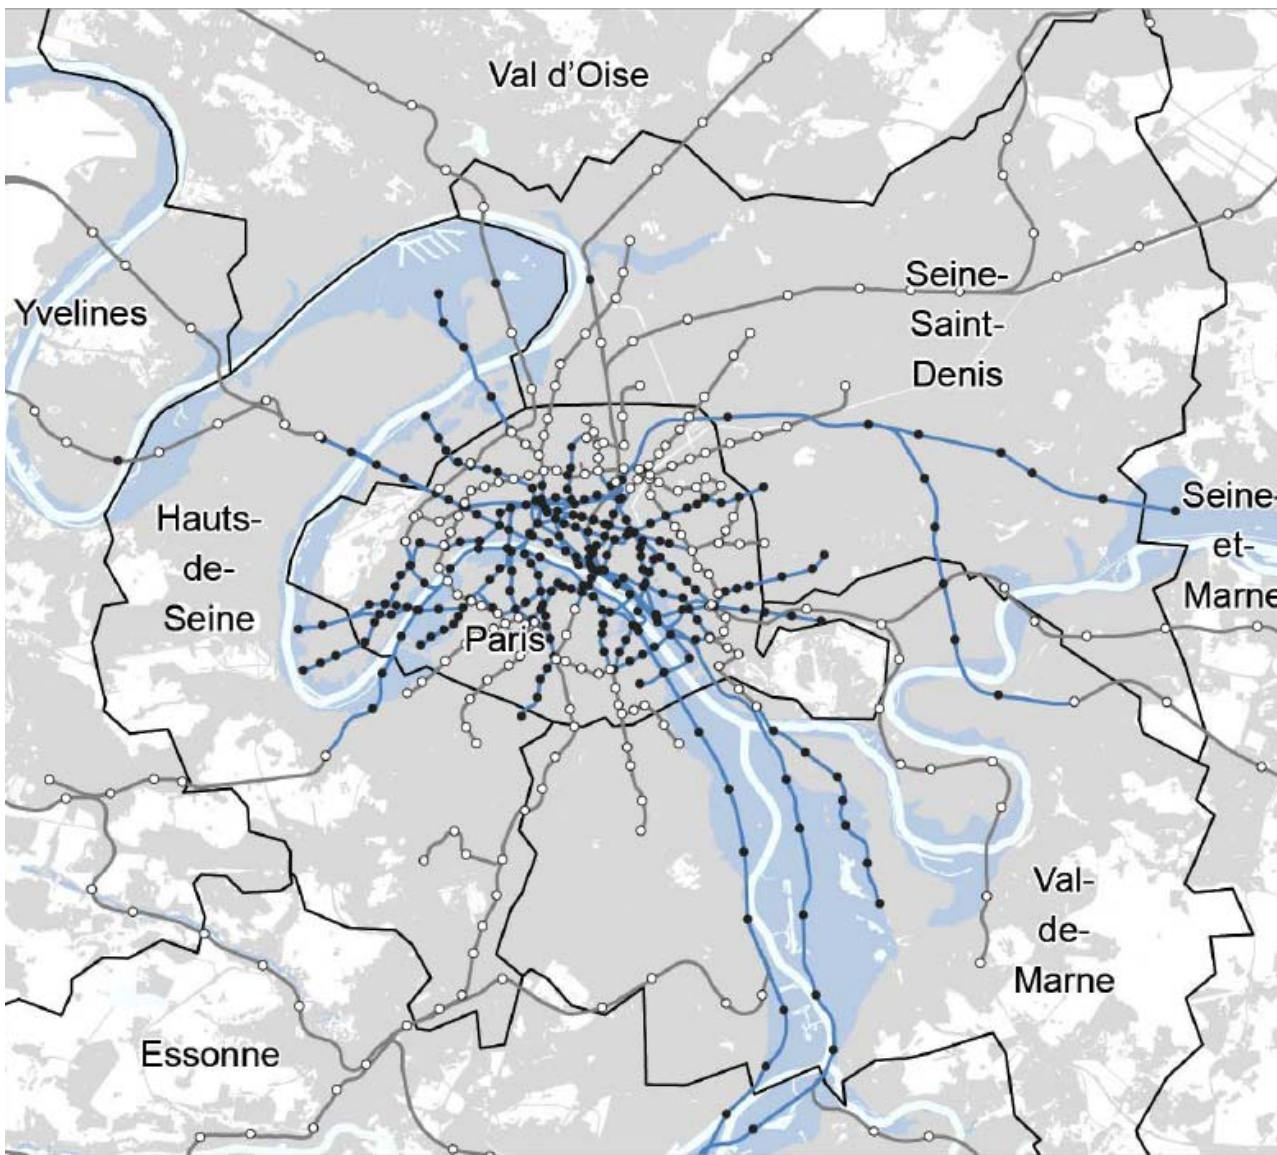 Val d'Oise
Yvelines
Seine-
Saint-
Denis
Hauts-
de-
Seine
Seine-
et-
Marne
Paris
Val-
de-
Marne
Essonne